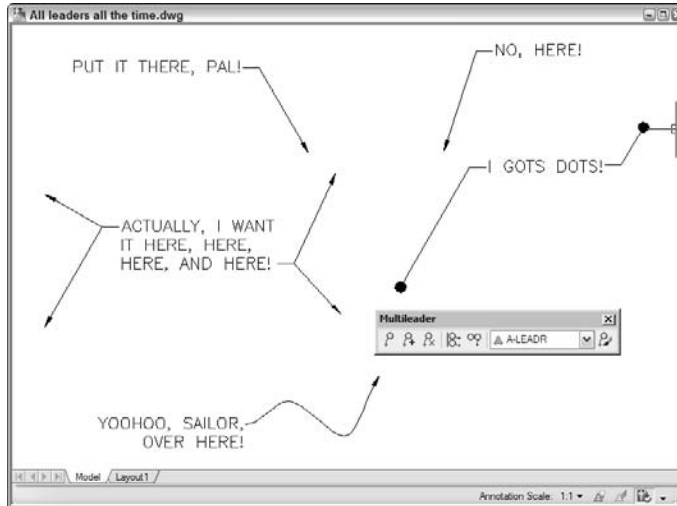 All leaders all the time.dwg
NO, HERE!
PUT IT THERE, PAL!
I GOTS DOTS!
ACTUALLY, I WANT
IT HERE, HERE,
HERE, AND HERE!
Multileader
A-LEADR
YOOHOO, SAILOR,
OVER HERE!
Model
Layout1
Annotation Scale: 1:1